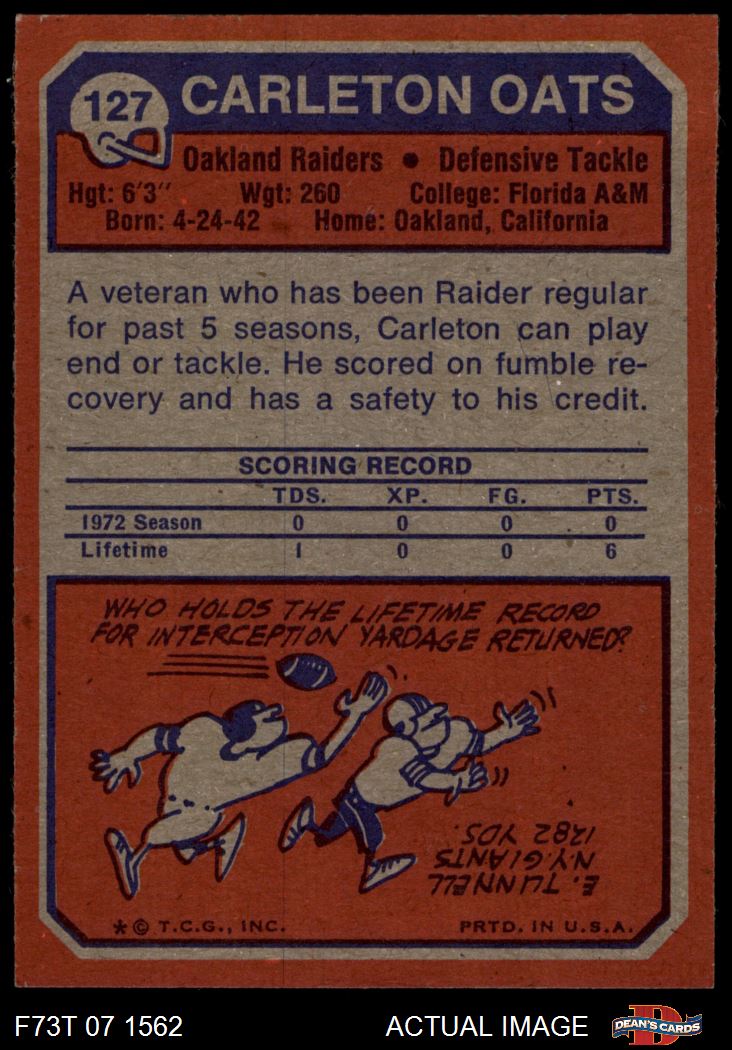 127
CARLETON OATS
Oakland Raiders • Defensive Tackle
Hgt: 6'3" Wgt: 260 College: Florida A&M
Born: 4-24-42 Home: Oakland, California
A veteran who has been Raider regular
for past 5 seasons, Carleton can play
end or tackle. He scored on fumble re-
covery and has a safety to his credit.
SCORING RECORD
TDS. XP. FG. PTS.
1972 Season 0 0 0 0
Lifetime 1 0 0 6
WHO HOLDS THE LIFETIME RECORD
FOR INTERCEPTION YARDAGE RETURNED?
E. TUNNELL
N.Y. GIANTS
1282 YDS.
* © T.C.G., INC. PRTD. IN U.S.A.
F73T 07 1562 ACTUAL IMAGE
D
DEAN'S CARDS